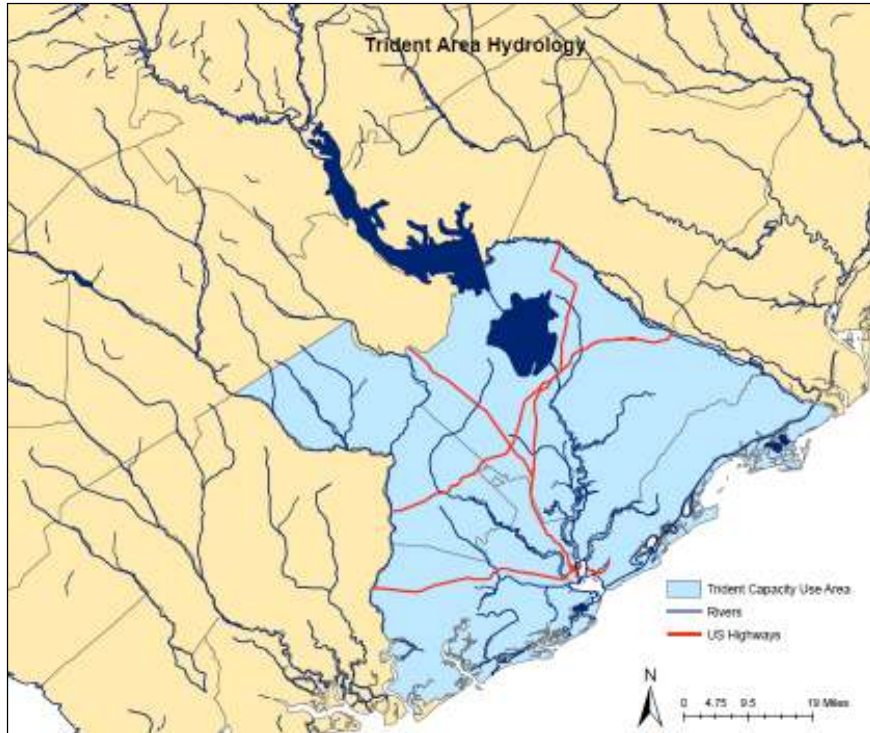 Trident Area Hydrology
Trident Capacity Use Area
Rivers
US Highways
N
0 4.75 9.5 19 Miles